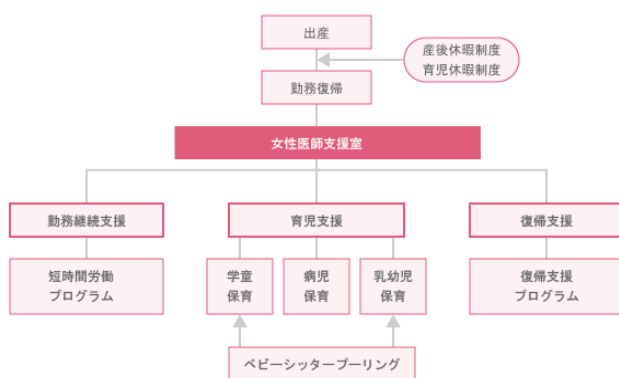 出産
産後休暇制度
育児休暇制度
勤務復帰
女性医師支援室
勤務継続支援
育児支援
復帰支援
短時間労働
プログラム
学童
保育
病児
保育
乳幼児
保育
復帰支援
プログラム
ベビーシッタープーリング